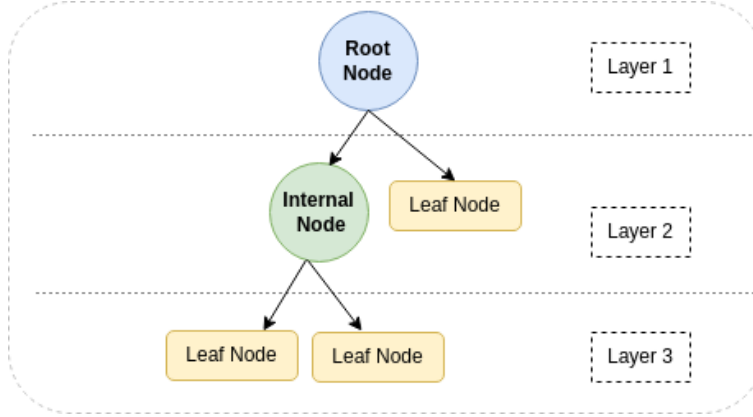 Root
Node
Layer 1
Internal
Node
Leaf Node
Layer 2
Leaf Node
Leaf Node
Layer 3